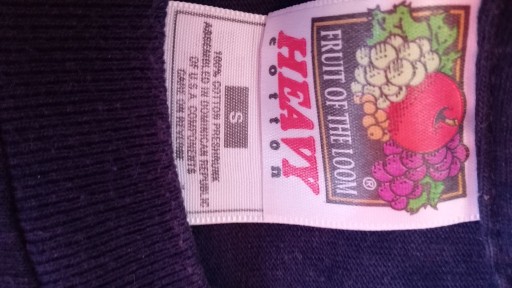 FRUIT OF THE LOOM
®
HEAVY
cotton
S
100% COTTON PRESHRUNK
ASSEMBLED IN DOMINICAN REPUBLIC
OF U.S.A. COMPONENTS
CARE ON REVERSE